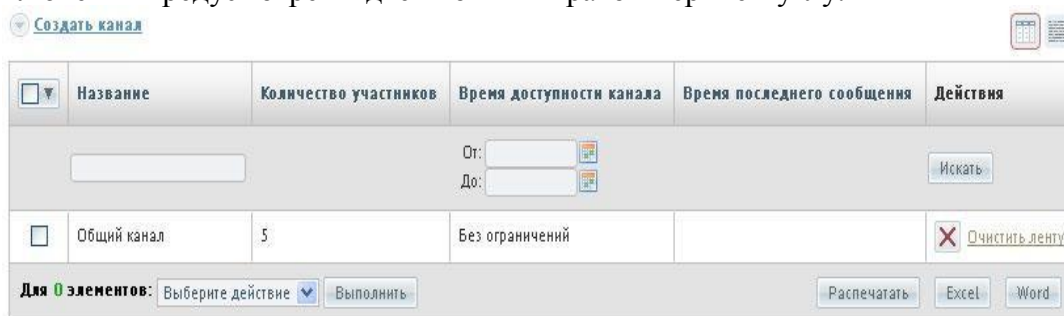 Создать канал
Название Количество участников Время доступности канала Время последнего сообщения Действия
От:
До:
Искать
Общий канал 5 Без ограничений Очистить ленту
Для 0 элементов: Выберите действие Выполнить Распечатать Excel Word